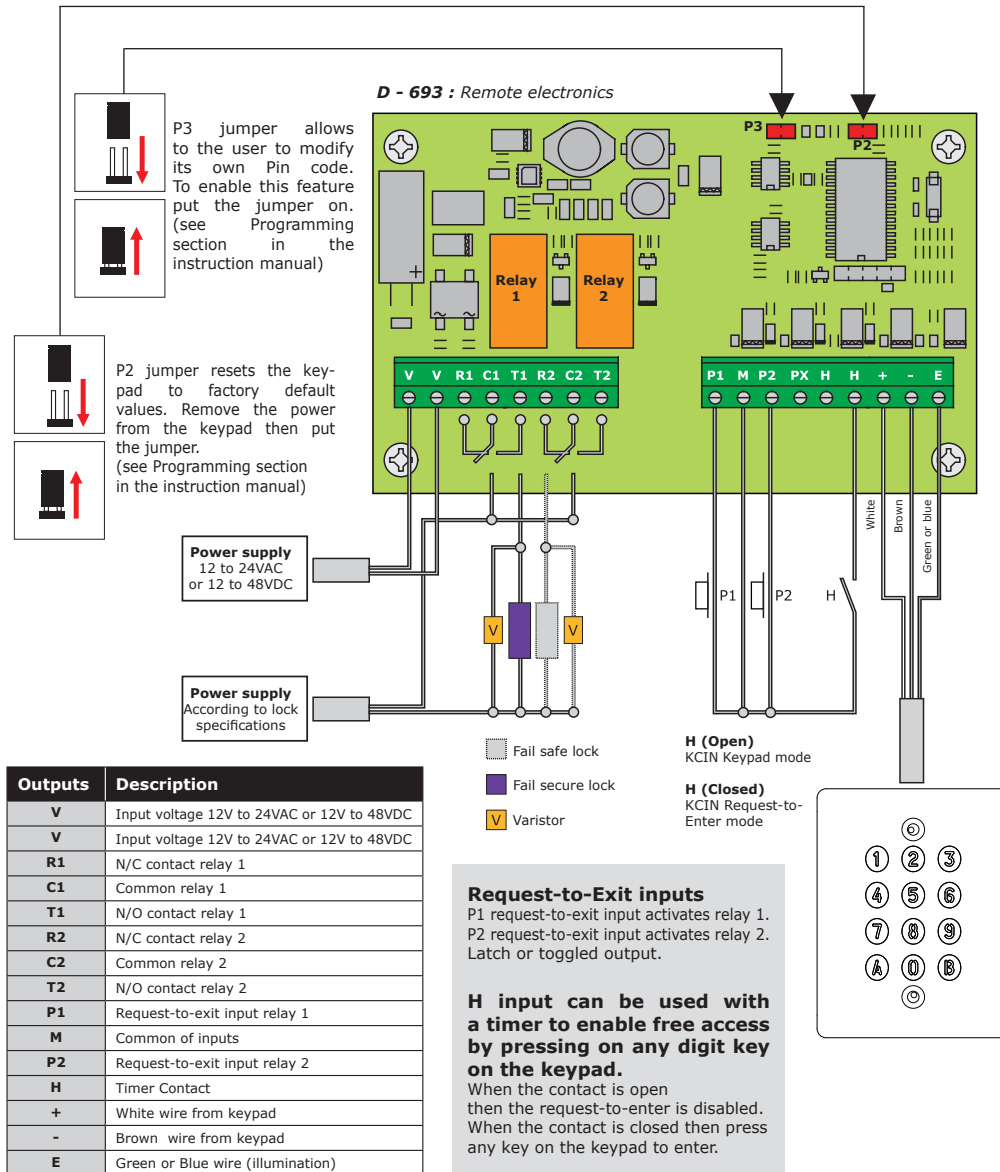 D - 693 : Remote electronics
P3 jumper allows
to the user to modify
its own Pin code.
To enable this feature
put the jumper on.
(see Programming
section in the
instruction manual)
P2 jumper resets the key-
pad to factory default
values. Remove the power
from the keypad then put
the jumper.
(see Programming section
in the instruction manual)
P3
P2
+
Relay
1
Relay
2
~ ~
V V R1 C1 T1 R2 C2 T2
P1 M P2 PX H H + - E
White
Brown
Green or blue
Power supply
12 to 24VAC
or 12 to 48VDC
V
V
P1
P2
H
Power supply
According to lock
specifications
Fail safe lock
Fail secure lock
V Varistor
H (Open)
KCIN Keypad mode
H (Closed)
KCIN Request-to-
Enter mode
Outputs Description
V Input voltage 12V to 24VAC or 12V to 48VDC
V Input voltage 12V to 24VAC or 12V to 48VDC
R1 N/C contact relay 1
C1 Common relay 1
T1 N/O contact relay 1
R2 N/C contact relay 2
C2 Common relay 2
T2 N/O contact relay 2
P1 Request-to-exit input relay 1
M Common of inputs
P2 Request-to-exit input relay 2
H Timer Contact
+ White wire from keypad
- Brown wire from keypad
E Green or Blue wire (illumination)
Request-to-Exit inputs
P1 request-to-exit input activates relay 1.
P2 request-to-exit input activates relay 2.
Latch or toggled output.
H input can be used with
a timer to enable free access
by pressing on any digit key
on the keypad.
When the contact is open
then the request-to-enter is disabled.
When the contact is closed then press
any key on the keypad to enter.
1 2 3
4 5 6
7 8 9
A 0 B